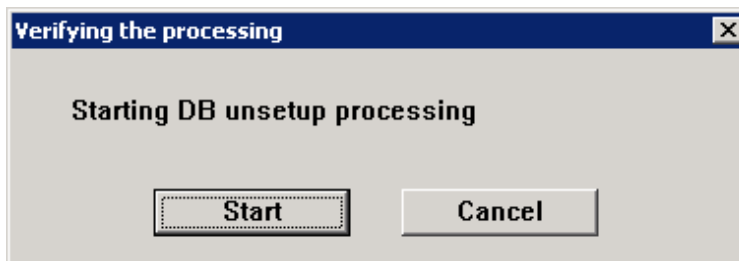 Verifying the processing
Starting DB unsetup processing
Start Cancel